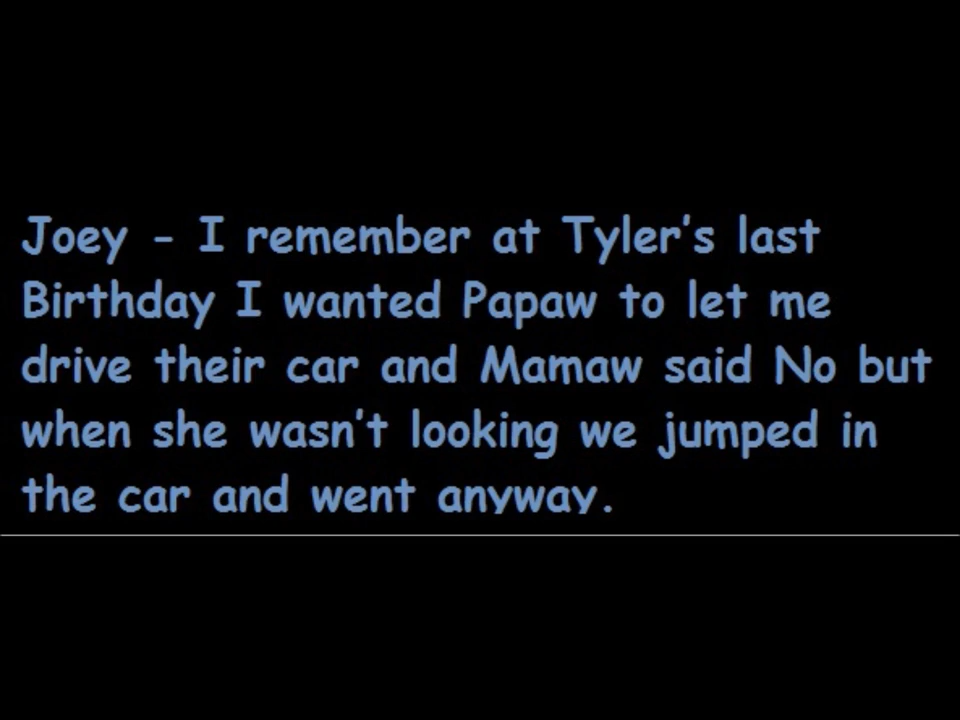 Joey - I remember at Tyler's last
Birthday I wanted Papaw to let me
drive their car and Mamaw said No but
when she wasn't looking we jumped in
the car and went anyway.